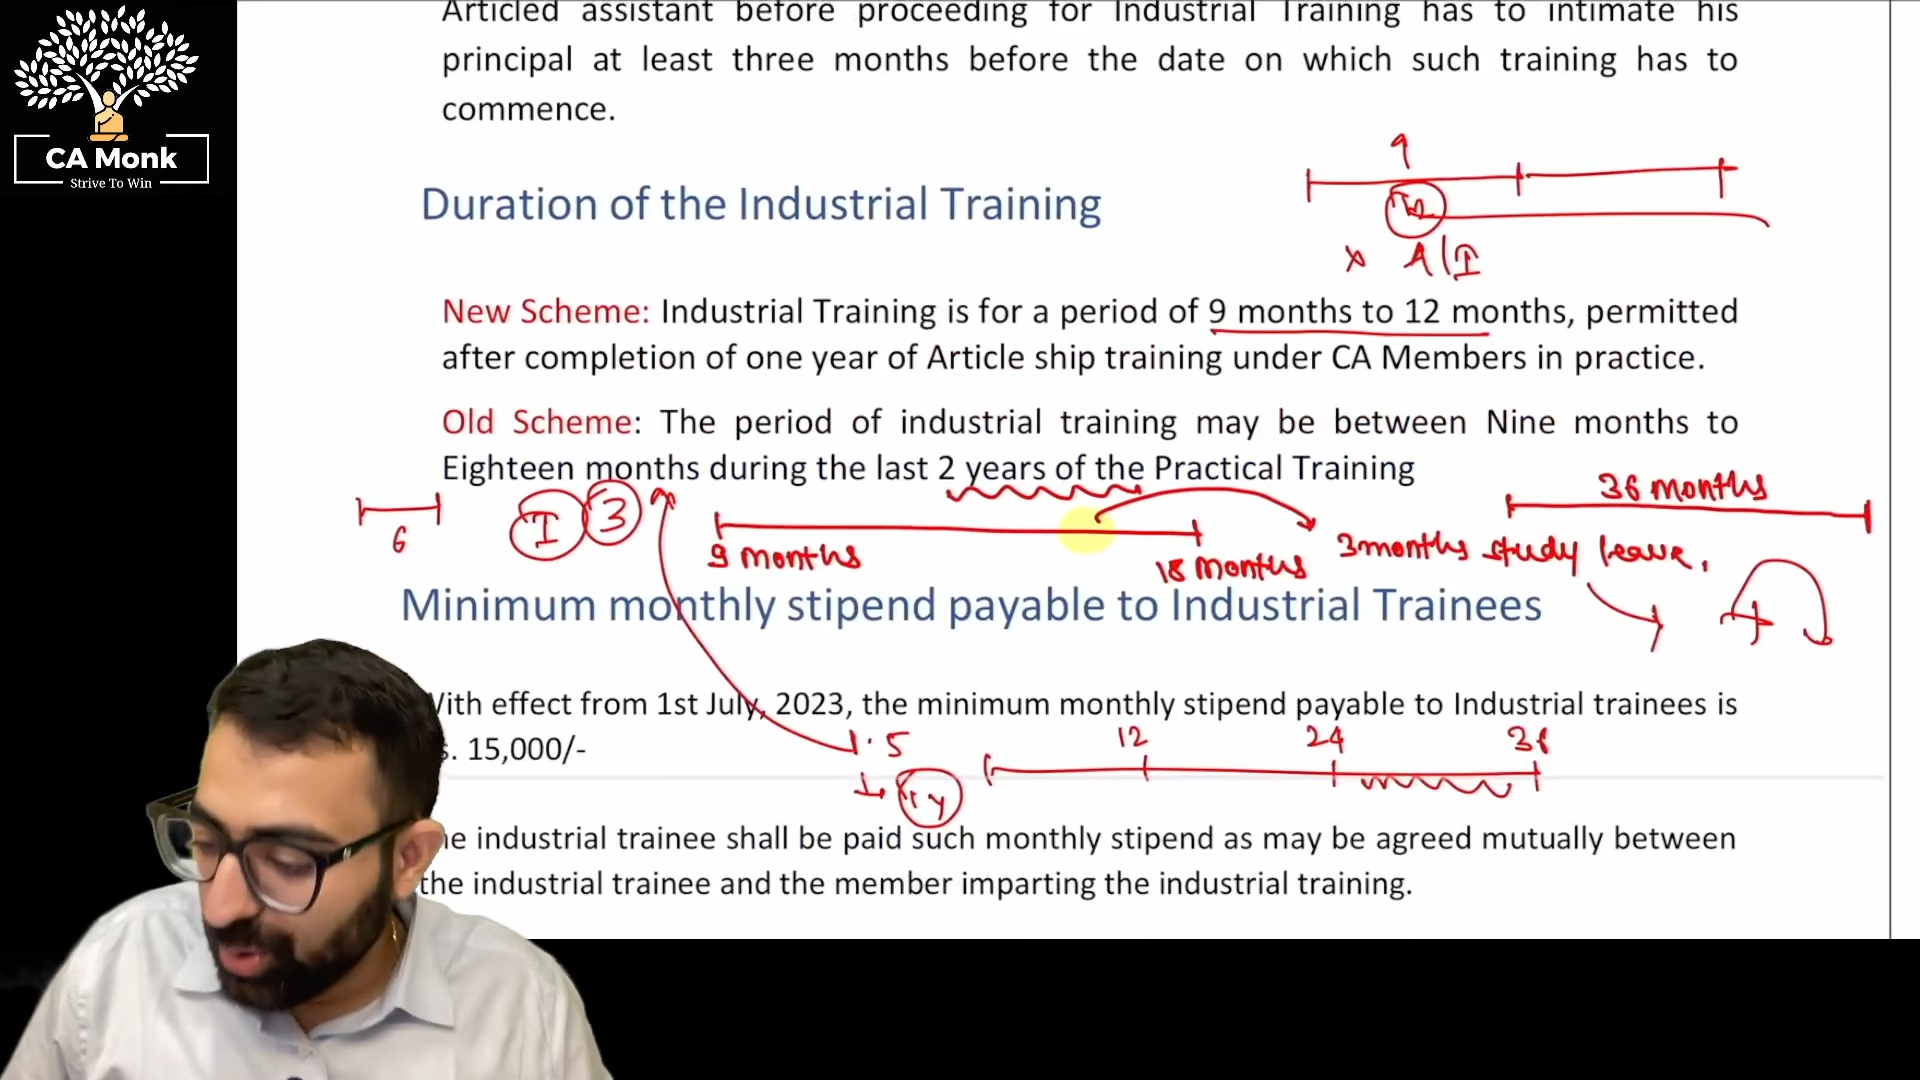 Articled assistant before proceeding for Industrial Training has to intimate his
principal at least three months before the date on which such training has to
commence.
CA Monk
Strive To Win
9
Duration of the Industrial Training
A/I
New Scheme: Industrial Training is for a period of 9 months to 12 months, permitted
after completion of one year of Article ship training under CA Members in practice.
Old Scheme: The period of industrial training may be between Nine months to
Eighteen months during the last 2 years of the Practical Training
36 months
6
I 3
9 months
18 months
3 months study leave,
Minimum monthly stipend payable to Industrial Trainees
With effect from 1st July, 2023, the minimum monthly stipend payable to Industrial trainees is
. 15,000/-
1.5
12 24 36
he industrial trainee shall be paid such monthly stipend as may be agreed mutually between
the industrial trainee and the member imparting the industrial training.